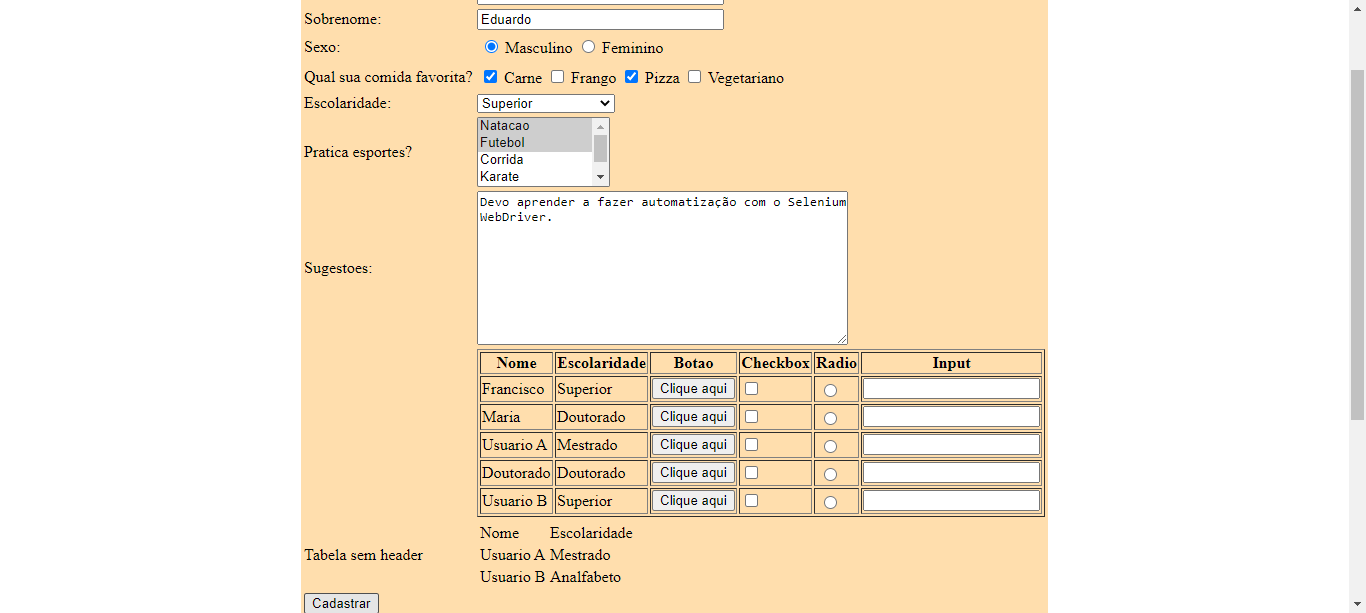 Sobrenome: Eduardo
Sexo: Masculino Feminino
Qual sua comida favorita? Carne Frango Pizza Vegetariano
Escolaridade: Superior
Pratica esportes?
Natacao
Futebol
Corrida
Karate
Sugestoes:
Devo aprender a fazer automatização com o Selenium
WebDriver.
Nome Escolaridade Botao Checkbox Radio Input
Francisco Superior Clique aqui
Maria Doutorado Clique aqui
Usuario A Mestrado Clique aqui
Doutorado Doutorado Clique aqui
Usuario B Superior Clique aqui
Tabela sem header
Nome Escolaridade
Usuario A Mestrado
Usuario B Analfabeto
Cadastrar